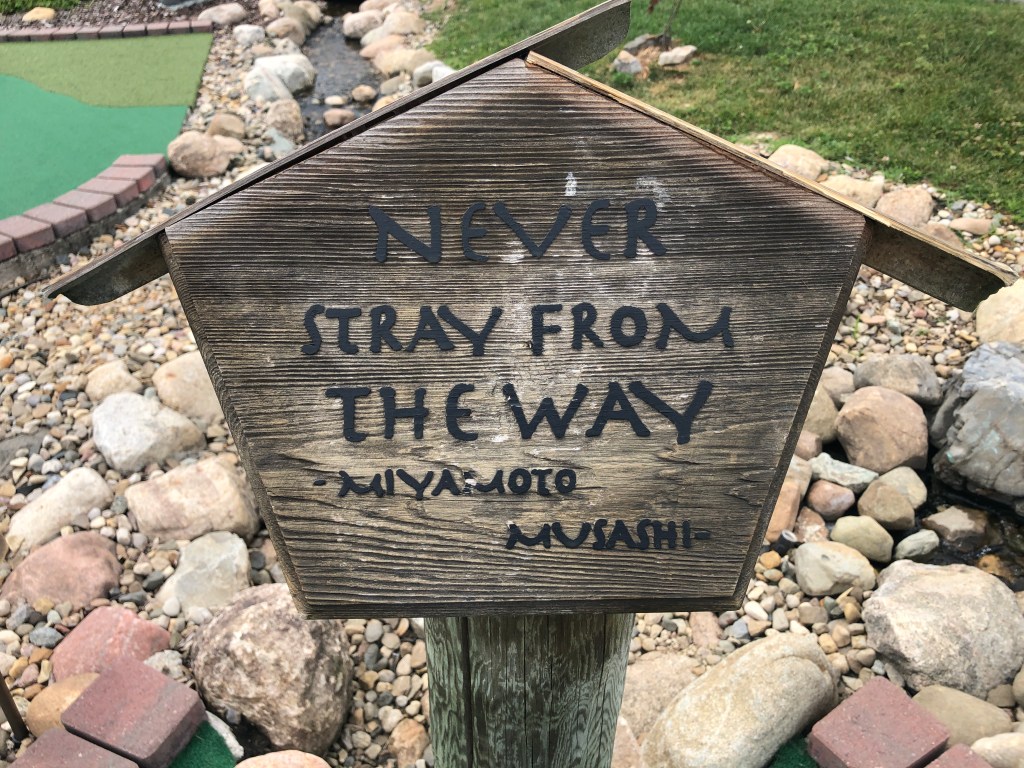 NEVER
STRAY FROM
THE WAY
-MIYAMOTO
MUSASHI-